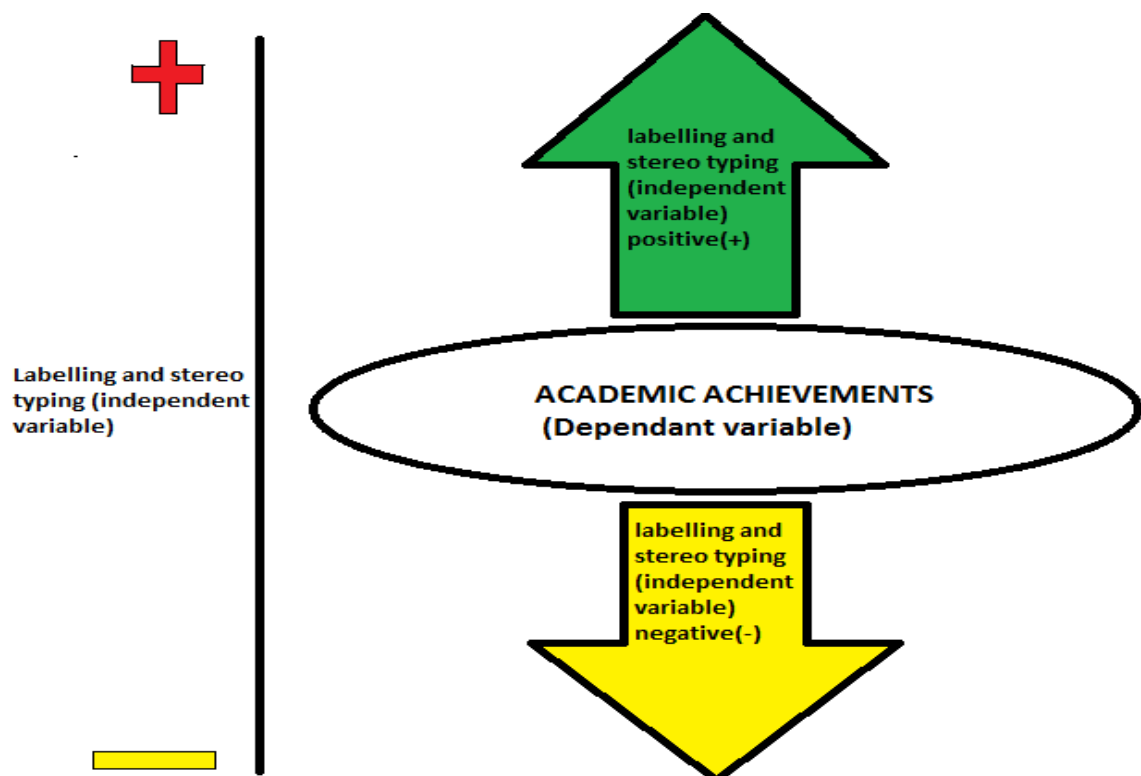 labelling and
stereo typing
(independent
variable)
positive(+)
Labelling and stereo
typing (independent
variable)
ACADEMIC ACHIEVEMENTS
(Dependant variable)
labelling and
stereo typing
(independent
variable)
negative(-)